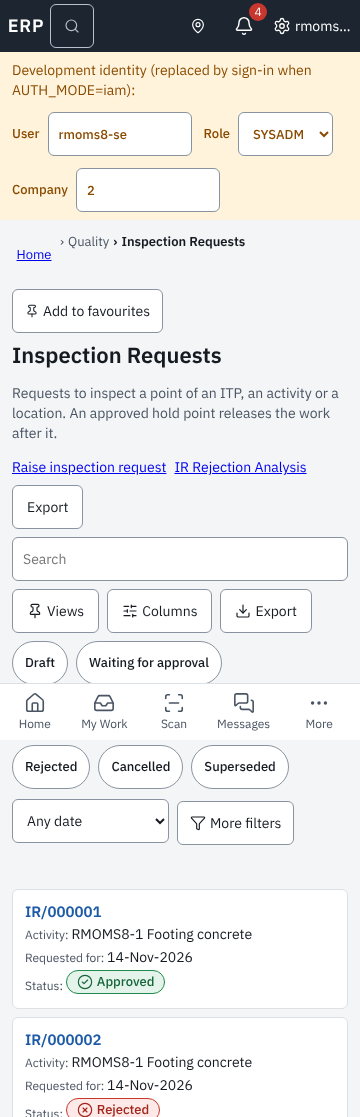 ERP
4
rmoms...
Development identity (replaced by sign-in when
AUTH_MODE=iam):
User rmoms8-se Role SYSADM
Company 2
Home › Quality › Inspection Requests
Add to favourites
Inspection Requests
Requests to inspect a point of an ITP, an activity or a
location. An approved hold point releases the work
after it.
Raise inspection request IR Rejection Analysis
Export
Search
Views Columns Export
Draft Waiting for approval
Home My Work Scan Messages More
Rejected Cancelled Superseded
Any date More filters
IR/000001
Activity: RMOMS8-1 Footing concrete
Requested for: 14-Nov-2026
Status: Approved
IR/000002
Activity: RMOMS8-1 Footing concrete
Requested for: 14-Nov-2026
Status: Rejected